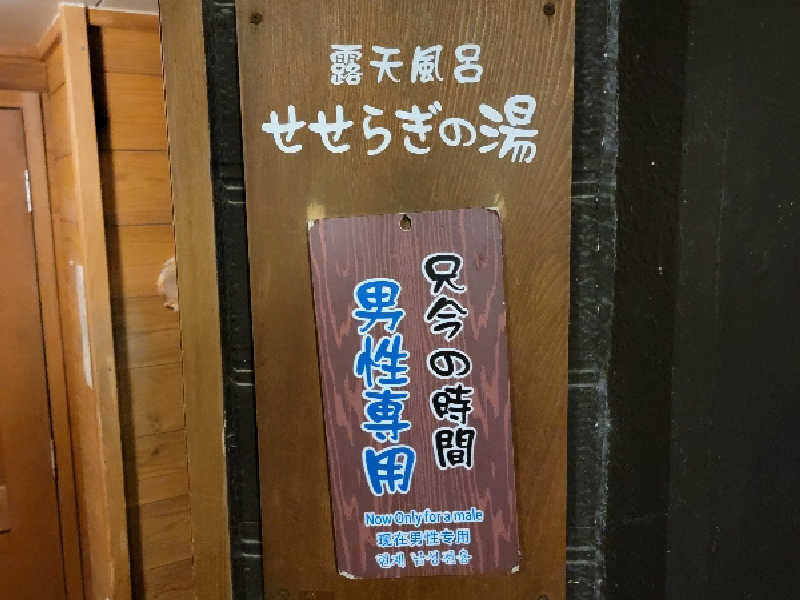 露天風呂
せせらぎの湯
只今の時間
男性専用
Now Only for a male
现在男性专用
현재 남성전용